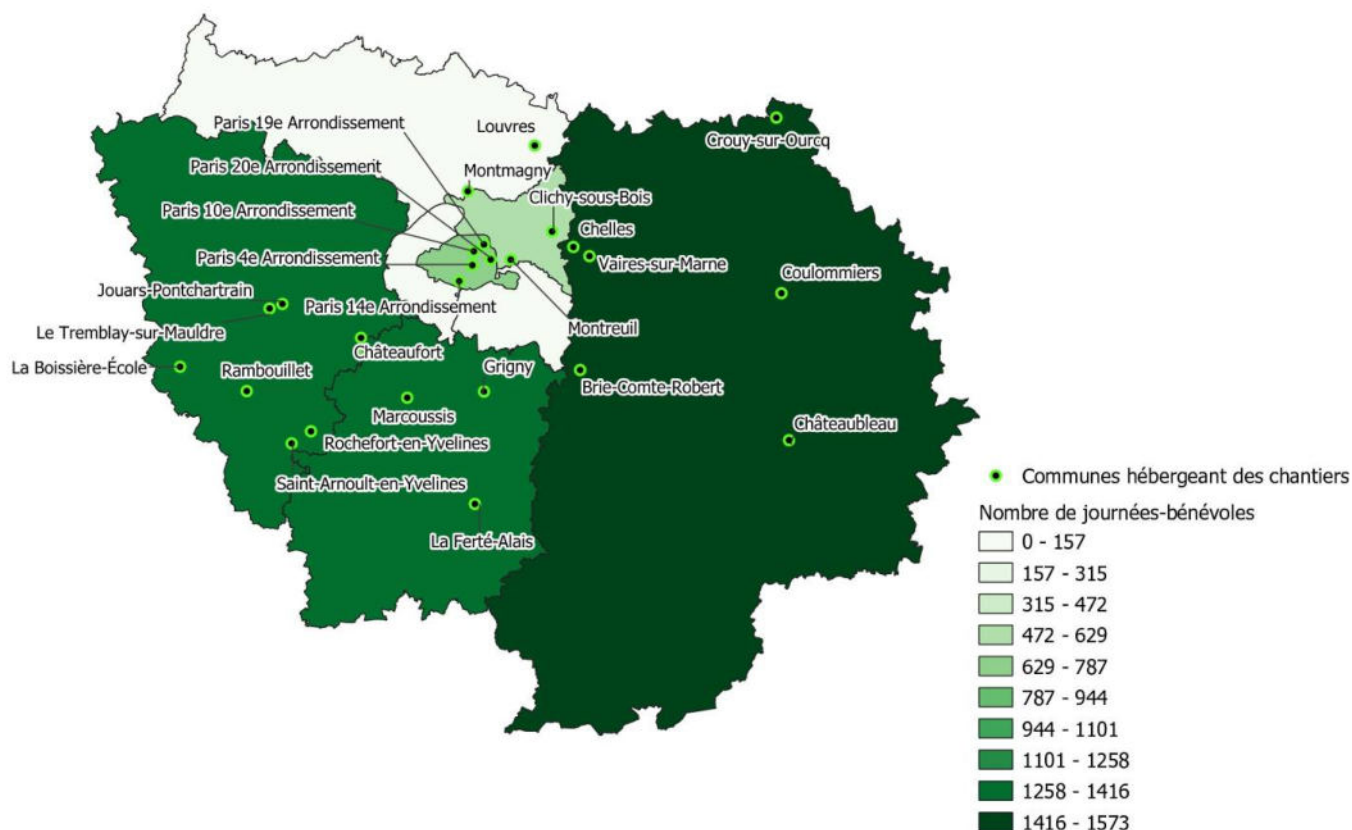 Paris 19e Arrondissement
Louvres
Crouy-sur-Ourcq
Paris 20e Arrondissement
Montmagny
Clichy-sous-Bois
Paris 10e Arrondissement
Chelles
Paris 4e Arrondissement
Vaires-sur-Marne
Coulommiers
Jouars-Pontchartrain
Paris 14e Arrondissement
Le Tremblay-sur-Mauldre
Montreuil
Châteaufort
La Boissière-École
Rambouillet
Grigny
Brie-Comte-Robert
Marcoussis
Châteaubleau
Rochefort-en-Yvelines
Saint-Arnoult-en-Yvelines
La Ferté-Alais
Communes hébergeant des chantiers
Nombre de journées-bénévoles
0 - 157
157 - 315
315 - 472
472 - 629
629 - 787
787 - 944
944 - 1101
1101 - 1258
1258 - 1416
1416 - 1573